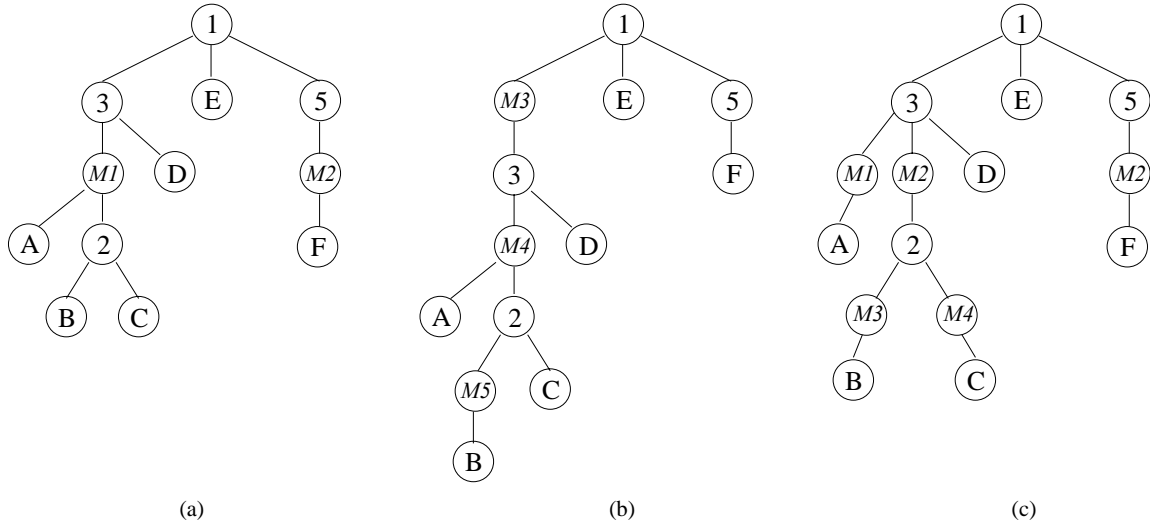 1 1 1
3 E 5 M3 E 5 3 E 5
M1 D M2 3 F M1 M2 D M2
A 2 F M4 D A 2 F
B C A 2 M3 M4
M5 C B C
B
(a) (b) (c)